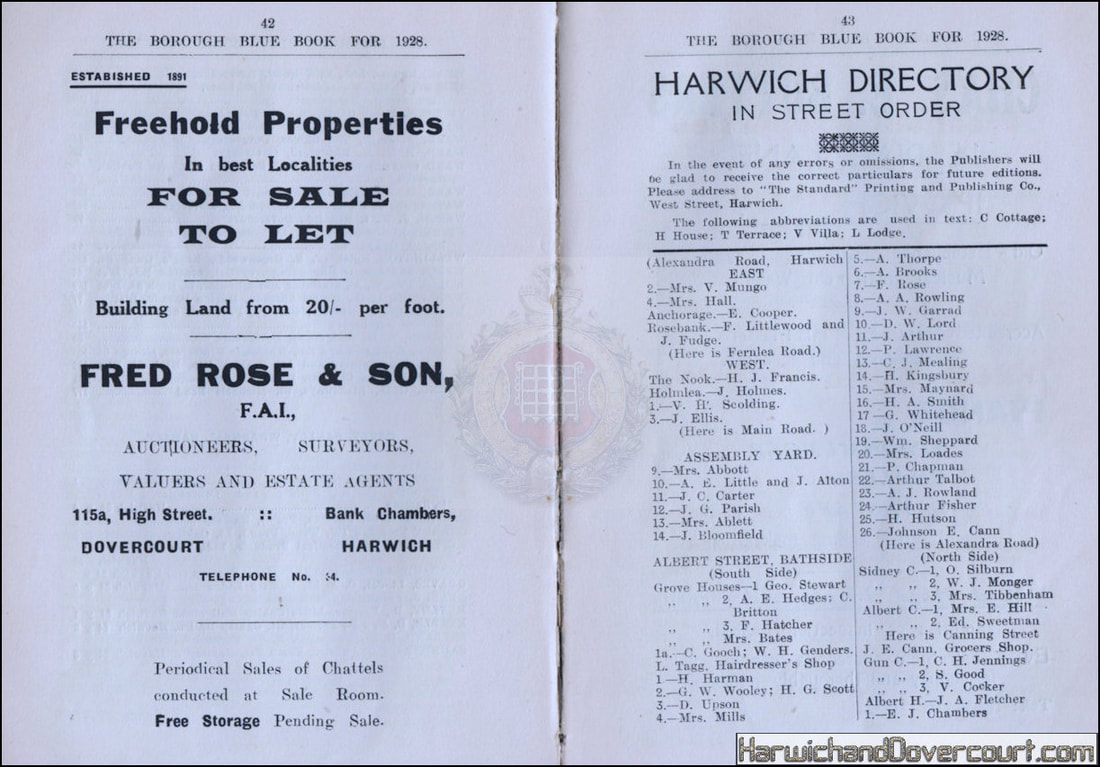 42
THE BOROUGH BLUE BOOK FOR 1928.
ESTABISHED 1891
Freehold Properties
In best Localities
FOR SALE
TO LET
Building Land from 20/- per foot.
FRED ROSE & SON,
F.A.I.,
AUCTIONEERS, SURVEYORS,
VALUERS AND ESTATE AGENTS
115a, High Street. :: Bank Chambers,
DOVERCOURT HARWICH
TELEPHONE No. 4.
Periodical Sales of Chattels
conducted at Sale Room.
Free Storage Pending Sale.
43
THE BOROUGH BLUE BOOK FOR 1928.
HARWICH DIRECTORY
IN STREET ORDER
In the event of any errors or omissions, the Publishers will
be glad to receive the correct particulars for future editions.
Please address to "The Standard" Printing and Publishing Co.,
West Street, Harwich.
The following abbreviations are used in text: C Cottage;
H House; T Terrace; V Villa; L Lodge.
(Alexandra Road, Harwich
EAST
2.—Mrs. V. Mungo
4.—Mrs. Hall.
Anchorage.—E. Cooper.
Rosebank.—F. Littlewood and
J. Fudge.
(Here is Fernlea Road.)
WEST.
The Nook.—H. J. Francis.
Holmlea.—J. Holmes.
1.—V. H. Scolding.
3.—J. Ellis.
(Here is Main Road. )
ASSEMBLY YARD.
9.—Mrs. Abbott
10.—A. E. Little and J. Alton
11.—J. C. Carter
12.—J. G. Parish
13.—Mrs. Ablett
14.—J. Bloomfield
ALBERT STREET, BATHSIDE
(South Side)
Grove Houses—1 Geo. Stewart
,, ,, 2, A. E. Hedges; C.
Britton
,, ,, 3, F. Hatcher
,, ,, Mrs. Bates
1a.—C. Gooch; W. H. Genders.
L. Tagg, Hairdresser's Shop
1.—H. Harman
2.—G. W. Wooley; H. G. Scott
3.—D. Upson
4.—Mrs. Mills
5.—A. Thorpe
6.—A. Brooks
7.—F. Rose
8.—A. A. Rowling
9.—J. W. Garrad
10.—D. W. Lord
11.—J. Arthur
12.—P. Lawrence
13.—C. J. Mealing
14.—H. Kingsbury
15.—Mrs. Maynard
16.—H. A. Smith
17—G. Whitehead
18.—J. O'Neill
19.—Wm. Sheppard
20.—Mrs. Loades
21.—P. Chapman
22.—Arthur Talbot
23.—A. J. Rowland
24.—Arthur Fisher
25.—H. Hutson
26.—Johnson E. Cann
(Here is Alexandra Road)
(North Side)
Sidney C.—1, O. Silburn
,, ,, 2, W. J. Monger
,, ,, 3, Mrs. Tibbenham
Albert C.—1, Mrs. E. Hill
,, ,, 2, Ed. Sweetman
Here is Canning Street
J. E. Cann, Grocers Shop.
Gun C.—1, C. H. Jennings
,, ,, 2, S. Good
,, ,, 3, V. Cocker
Albert H.—J. A. Fletcher
1.—E. J. Chambers
HarwichandDovercourt.com